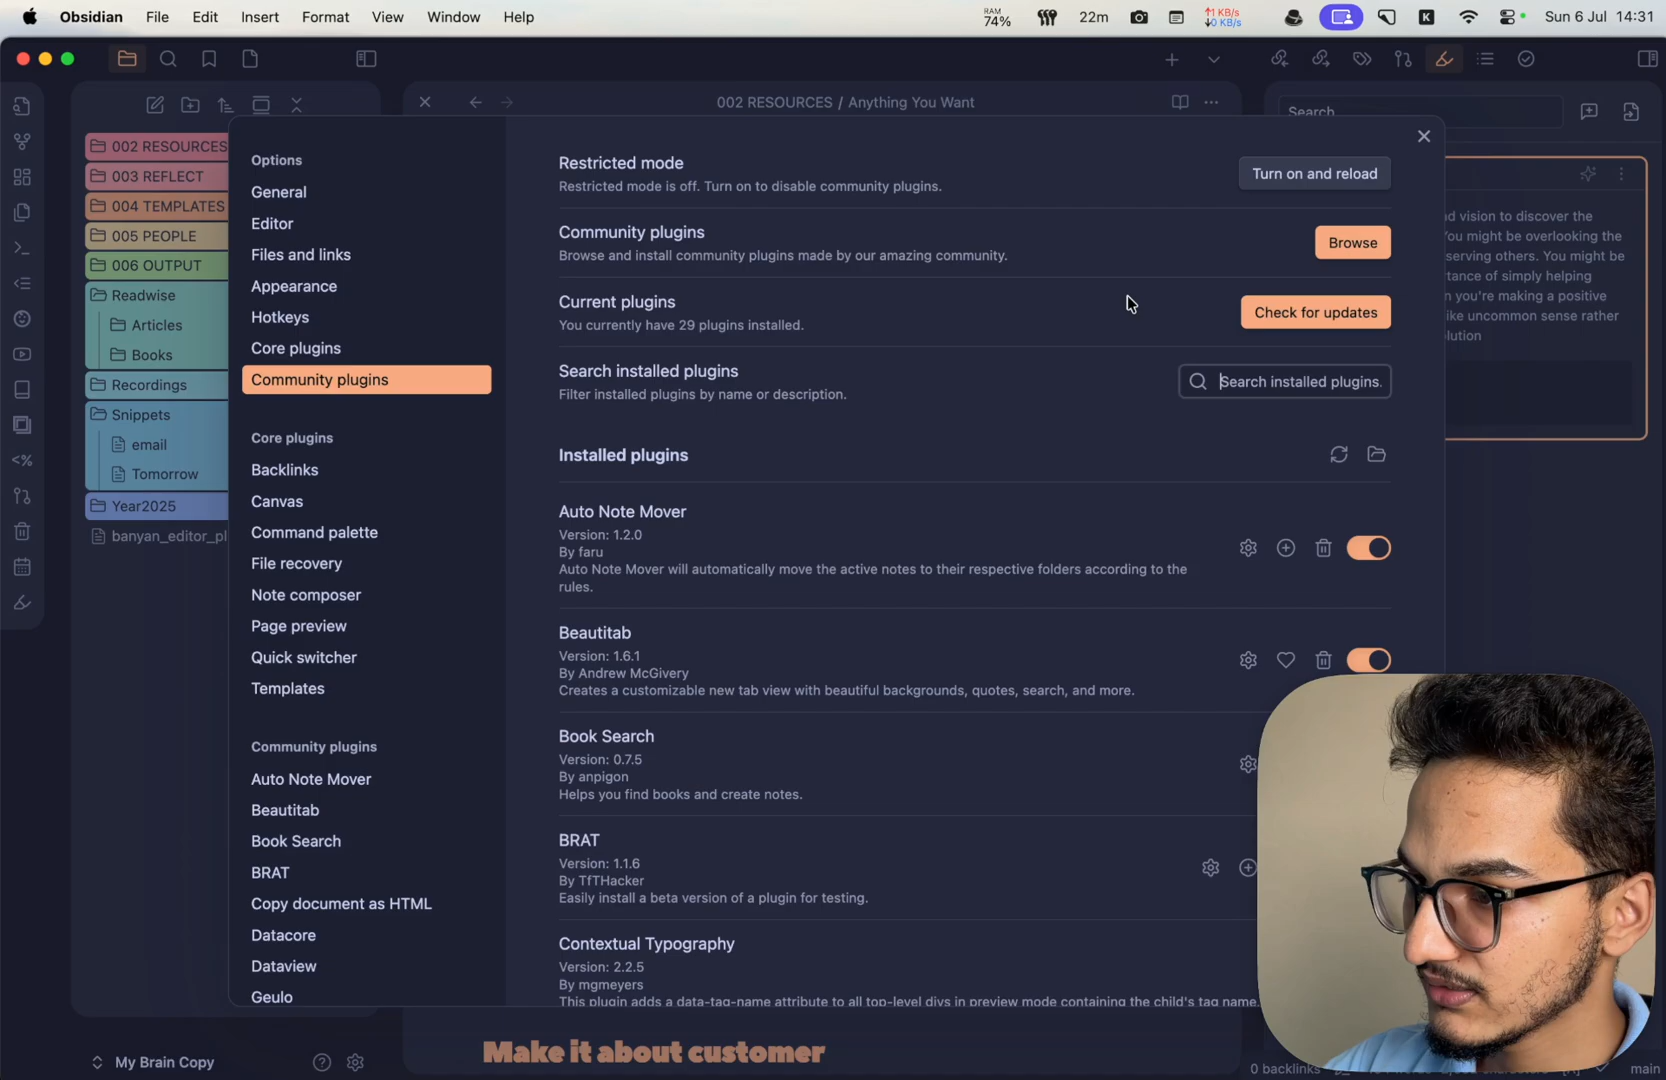 Obsidian File Edit Insert Format View Window Help
RAM 74% 22m 1 KB/s 0 KB/s K Sun 6 Jul 14:31
002 RESOURCES / Anything You Want
Search
002 RESOURCES
003 REFLECT
004 TEMPLATES
005 PEOPLE
006 OUTPUT
Readwise
Articles
Books
Recordings
Snippets
email
Tomorrow
Year2025
banyan_editor_pl
My Brain Copy
Options
General
Editor
Files and links
Appearance
Hotkeys
Core plugins
Community plugins
Core plugins
Backlinks
Canvas
Command palette
File recovery
Note composer
Page preview
Quick switcher
Templates
Community plugins
Auto Note Mover
Beautitab
Book Search
BRAT
Copy document as HTML
Datacore
Dataview
Geulo
Restricted mode
Restricted mode is off. Turn on to disable community plugins.
Turn on and reload
Community plugins
Browse and install community plugins made by our amazing community.
Browse
Current plugins
You currently have 29 plugins installed.
Check for updates
Search installed plugins
Filter installed plugins by name or description.
Search installed plugins.
Installed plugins
Auto Note Mover
Version: 1.2.0
By faru
Auto Note Mover will automatically move the active notes to their respective folders according to the
rules.
Beautitab
Version: 1.6.1
By Andrew McGivery
Creates a customizable new tab view with beautiful backgrounds, quotes, search, and more.
Book Search
Version: 0.7.5
By anpigon
Helps you find books and create notes.
BRAT
Version: 1.1.6
By TfTHacker
Easily install a beta version of a plugin for testing.
Contextual Typography
Version: 2.2.5
By mgmeyers
This plugin adds a data-tag-name attribute to all top-level divs in preview mode containing the child's tag name
d vision to discover the
ou might be overlooking the
serving others. You might be
tance of simply helping
n you're making a positive
ike uncommon sense rather
lution
Make it about customer
0 backlinks
main